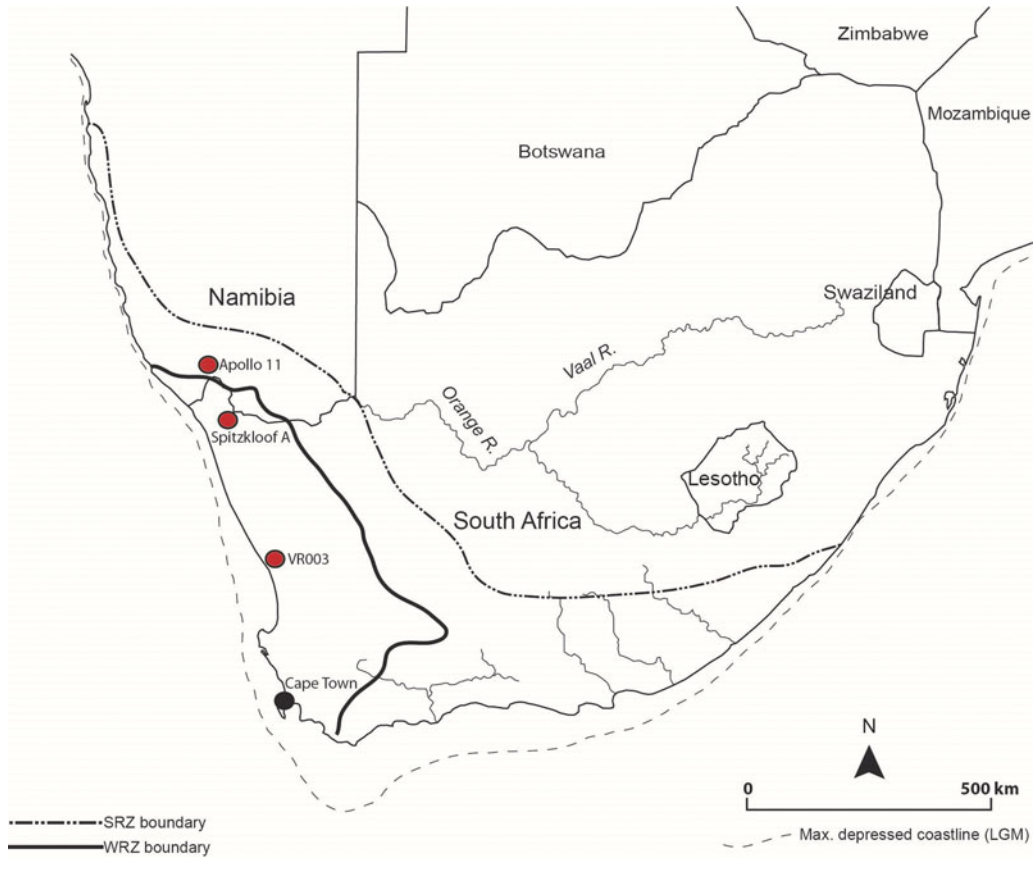 Zimbabwe
Mozambique
Botswana
Namibia
Swaziland
Vaal R.
Apollo 11
Orange R.
Spitzkloof A
Lesotho
South Africa
VR003
Cape Town
N
0 500 km
SRZ boundary
Max. depressed coastline (LGM)
WRZ boundary